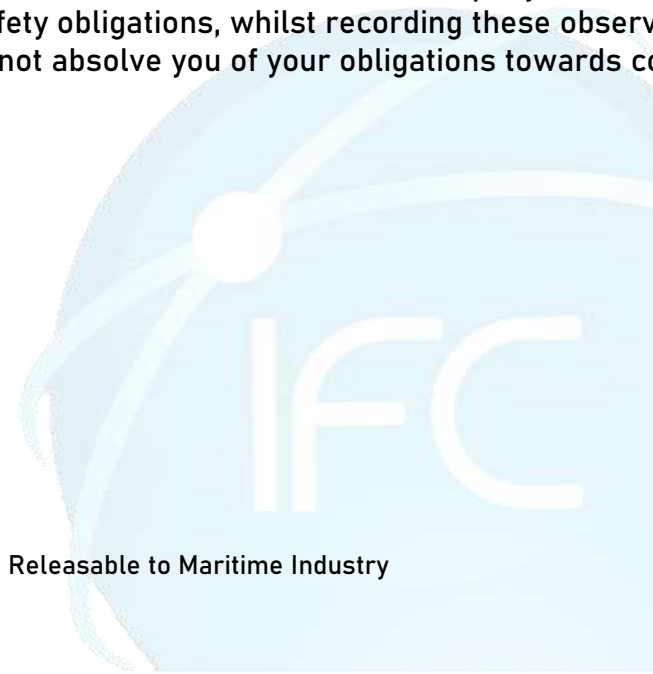 fety obligations, whilst recording these observ
not absolve you of your obligations towards co
IFC
Releasable to Maritime Industry